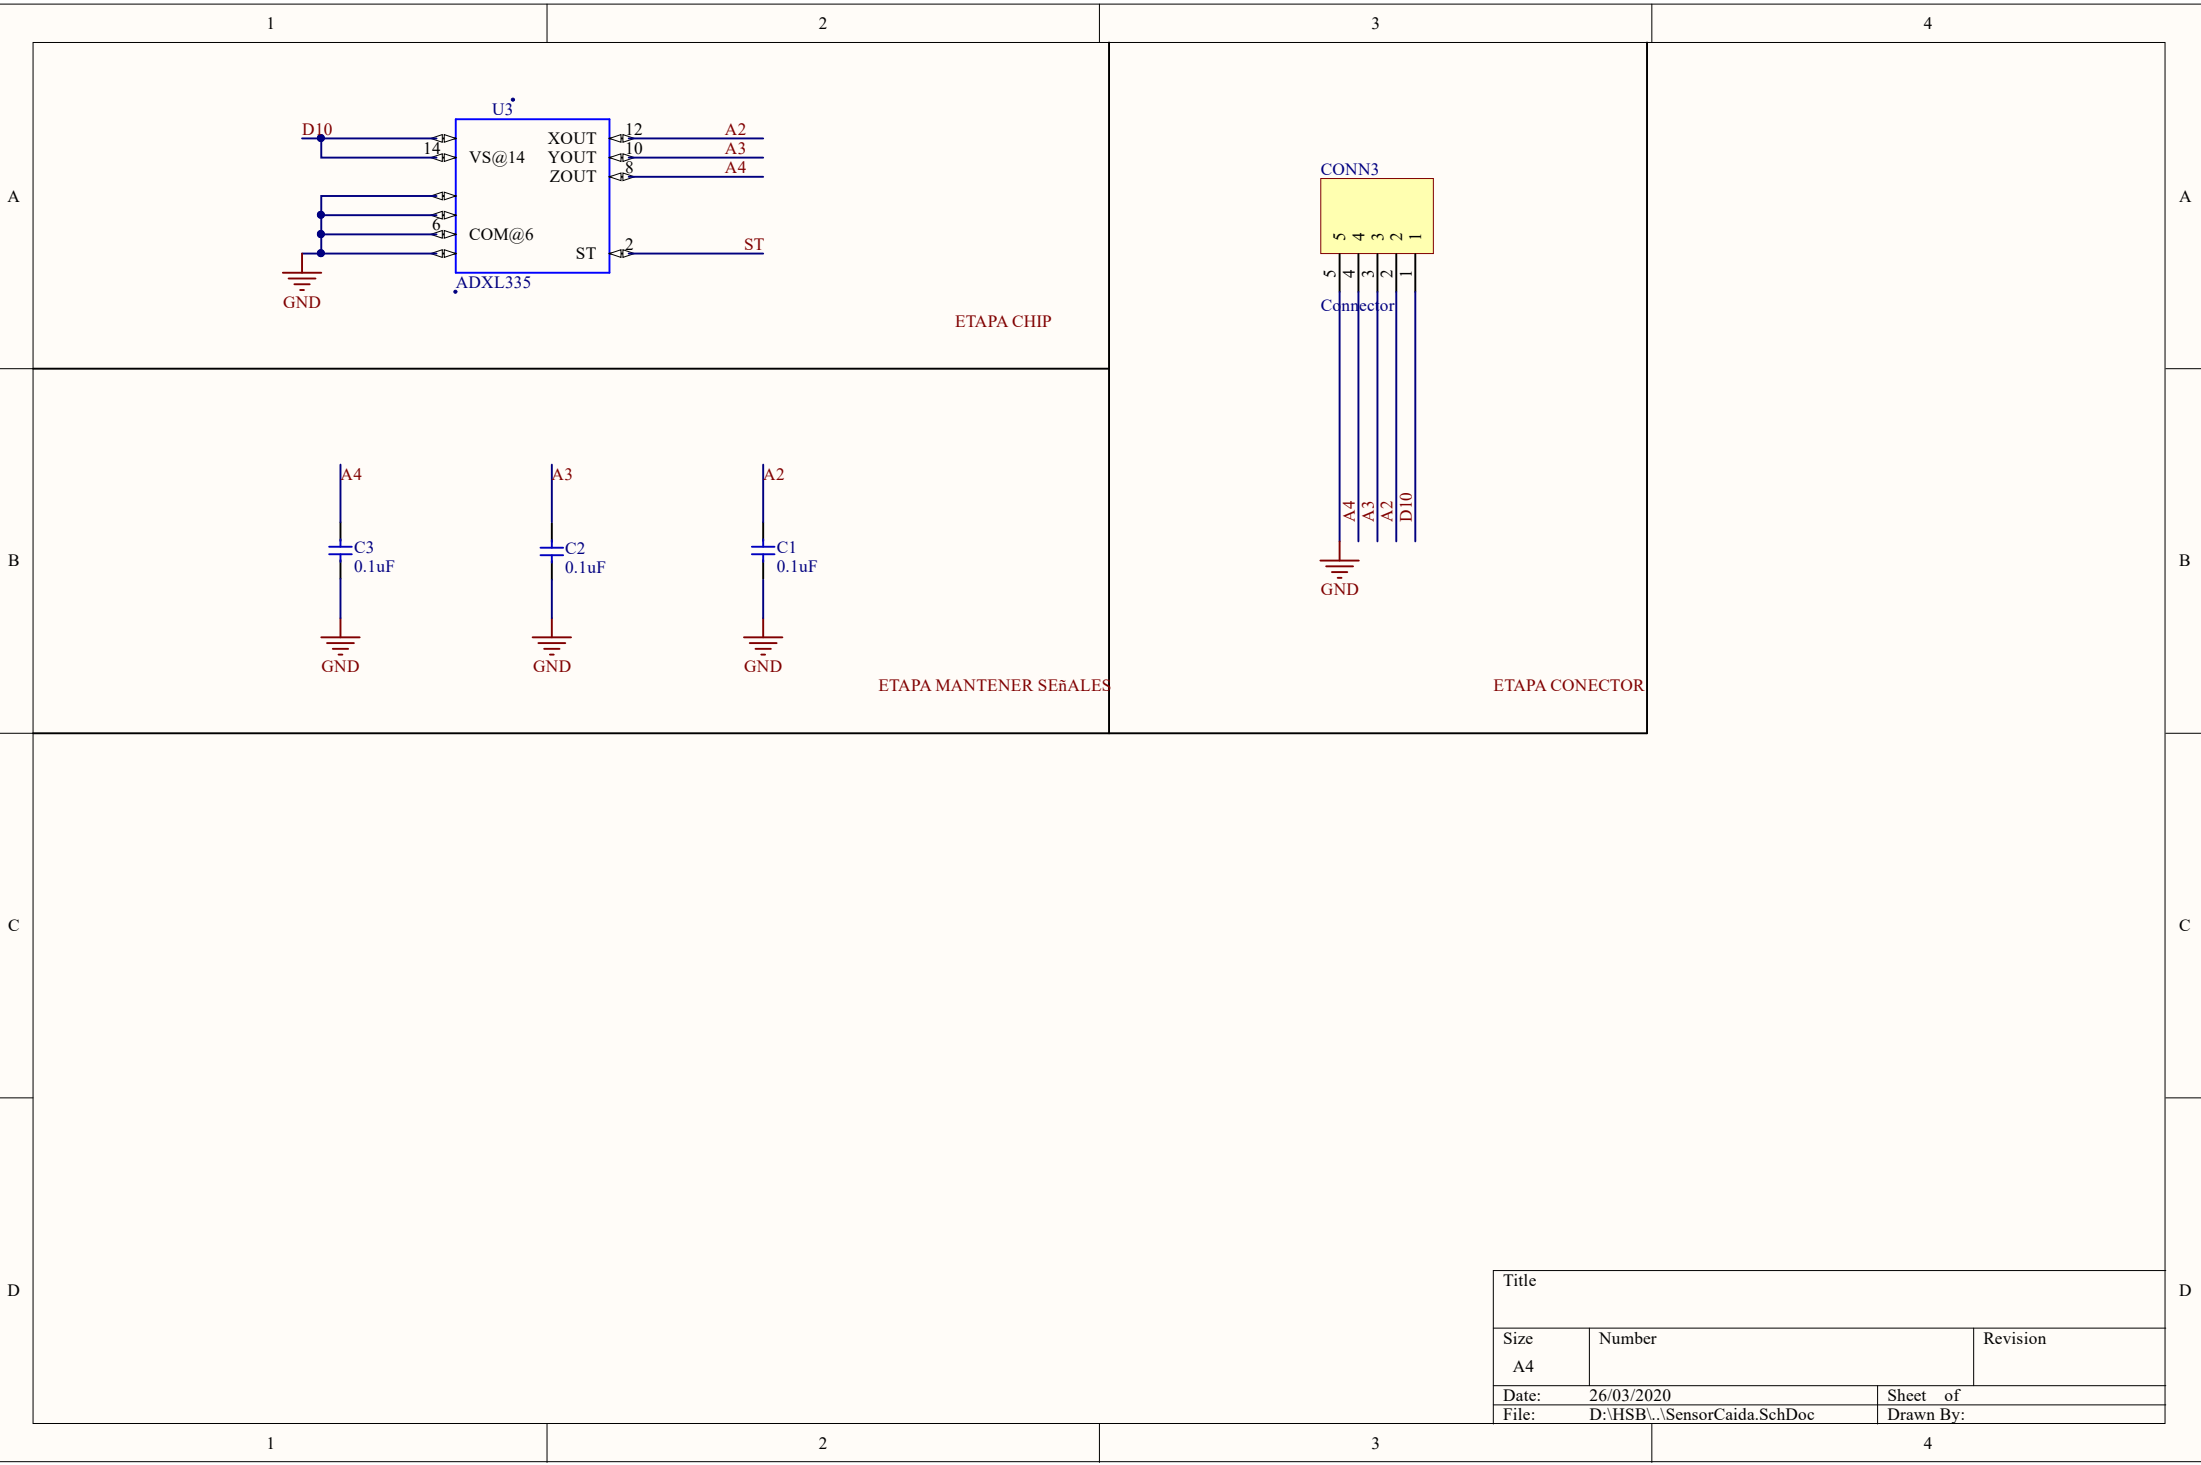 1 2 3 4
A A
U3
D10
14 VS@14
6 COM@6
XOUT 12 A2
YOUT 10 A3
ZOUT 8 A4
ST 2 ST
ADXL335
GND
ETAPA CHIP
CONN3
5 4 3 2 1
5 4 3 2 1
Connector
A4 A3 A2 D10
GND
ETAPA CONECTOR
B B
A4
C3
0.1uF
GND
A3
C2
0.1uF
GND
A2
C1
0.1uF
GND
ETAPA MANTENER SEñALES
C C
D D
Title
Size Number Revision
A4
Date: 26/03/2020 Sheet of
File: D:\HSB\..\SensorCaida.SchDoc Drawn By:
1 2 3 4